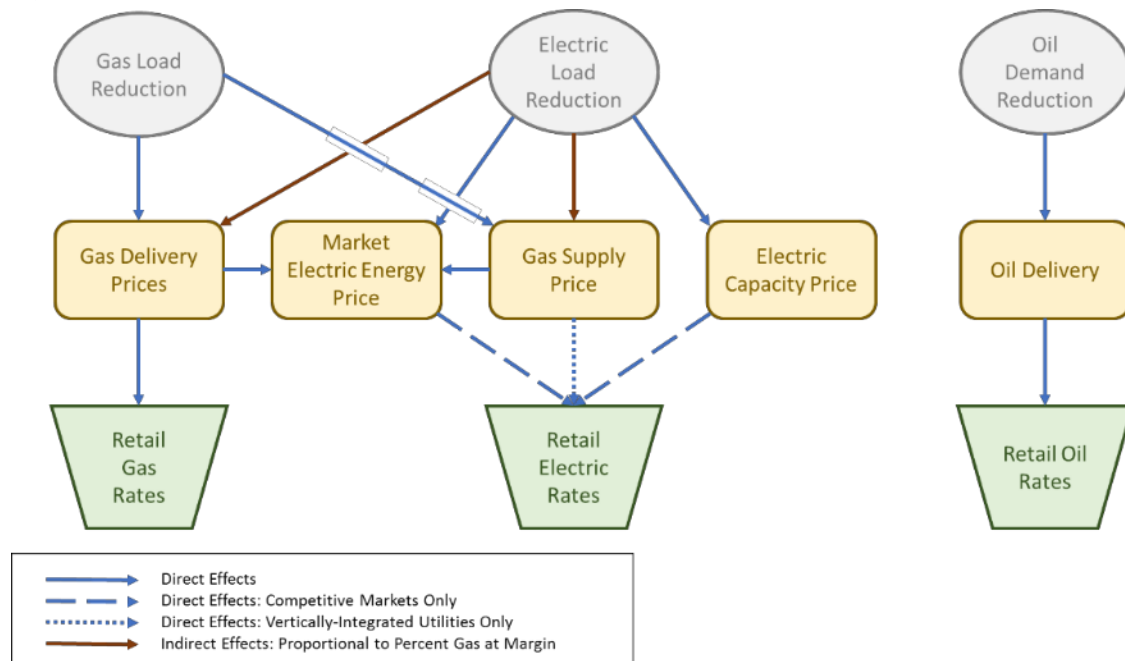 Gas Load
Reduction
Electric
Load
Reduction
Oil
Demand
Reduction
Gas Delivery
Prices
Market
Electric Energy
Price
Gas Supply
Price
Electric
Capacity Price
Oil Delivery
Retail
Gas
Rates
Retail
Electric
Rates
Retail Oil
Rates
Direct Effects
Direct Effects: Competitive Markets Only
Direct Effects: Vertically-Integrated Utilities Only
Indirect Effects: Proportional to Percent Gas at Margin